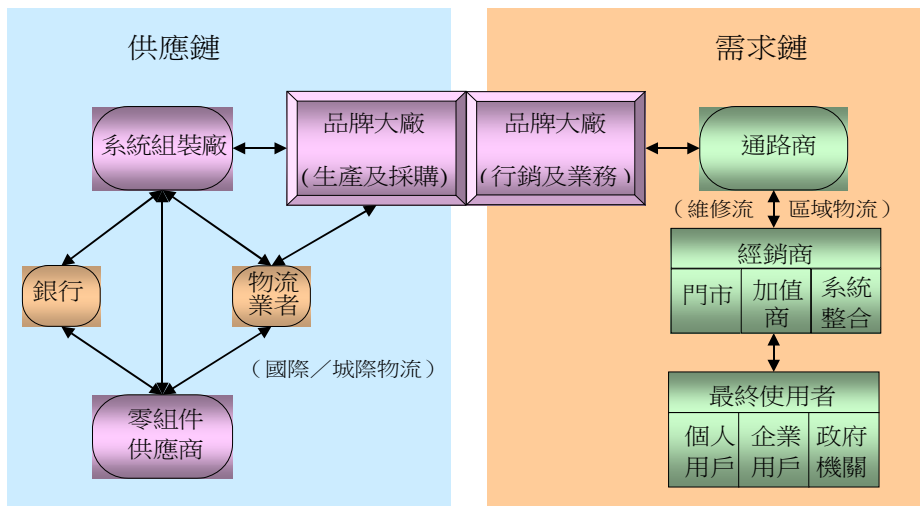 供應鏈
需求鏈
品牌大廠
(生產及採購)
品牌大廠
(行銷及業務)
系統組裝廠
通路商
(維修流
區域物流)
經銷商
門市
加值
商
系統
整合
銀行
物流
業者
(國際／城際物流)
零組件
供應商
最終使用者
個人
用戶
企業
用戶
政府
機關